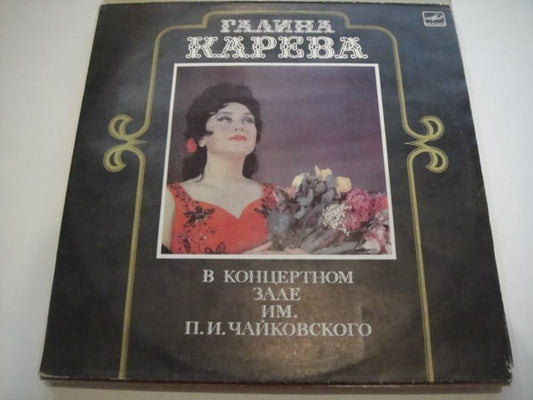 ГАЛИНА
КАРЕВА
В КОНЦЕРТНОМ
ЗАЛЕ
ИМ.
П. И. ЧАЙКОВСКОГО